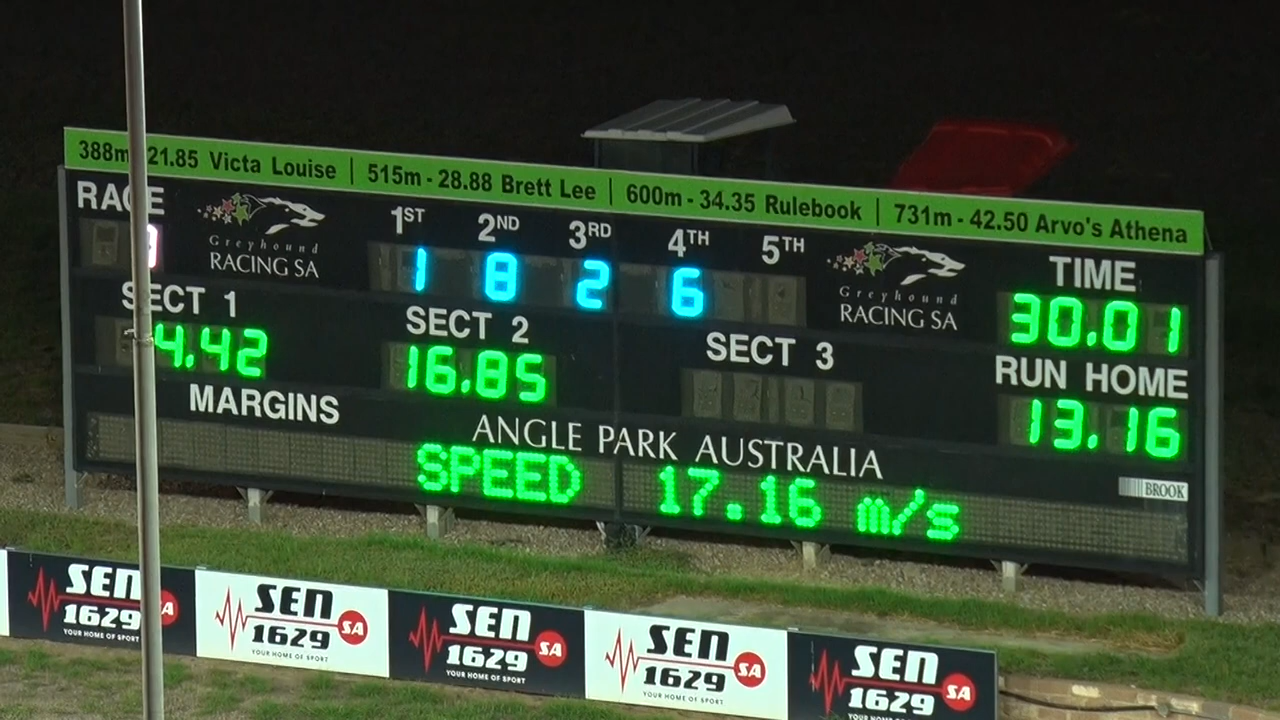 388m 21.85 Victa Louise | 515m - 28.88 Brett Lee | 600m - 34.35 Rulebook | 731m - 42.50 Arvo's Athena
RACE
Greyhound
RACING SA
1ST 2ND 3RD 4TH 5TH
1 8 2 6
Greyhound
RACING SA
TIME
30.01
SECT 1
4.42
SECT 2
16.85
SECT 3
RUN HOME
13.16
MARGINS
ANGLE PARK AUSTRALIA
SPEED 17.16 m/s
BROOK
SEN
1629 SA
YOUR HOME OF SPORT
SEN
1629 SA
YOUR HOME OF SPORT
SEN
1629 SA
YOUR HOME OF SPORT
SEN
1629 SA
YOUR HOME OF SPORT
SEN
1629 SA
YOUR HOME OF SPORT